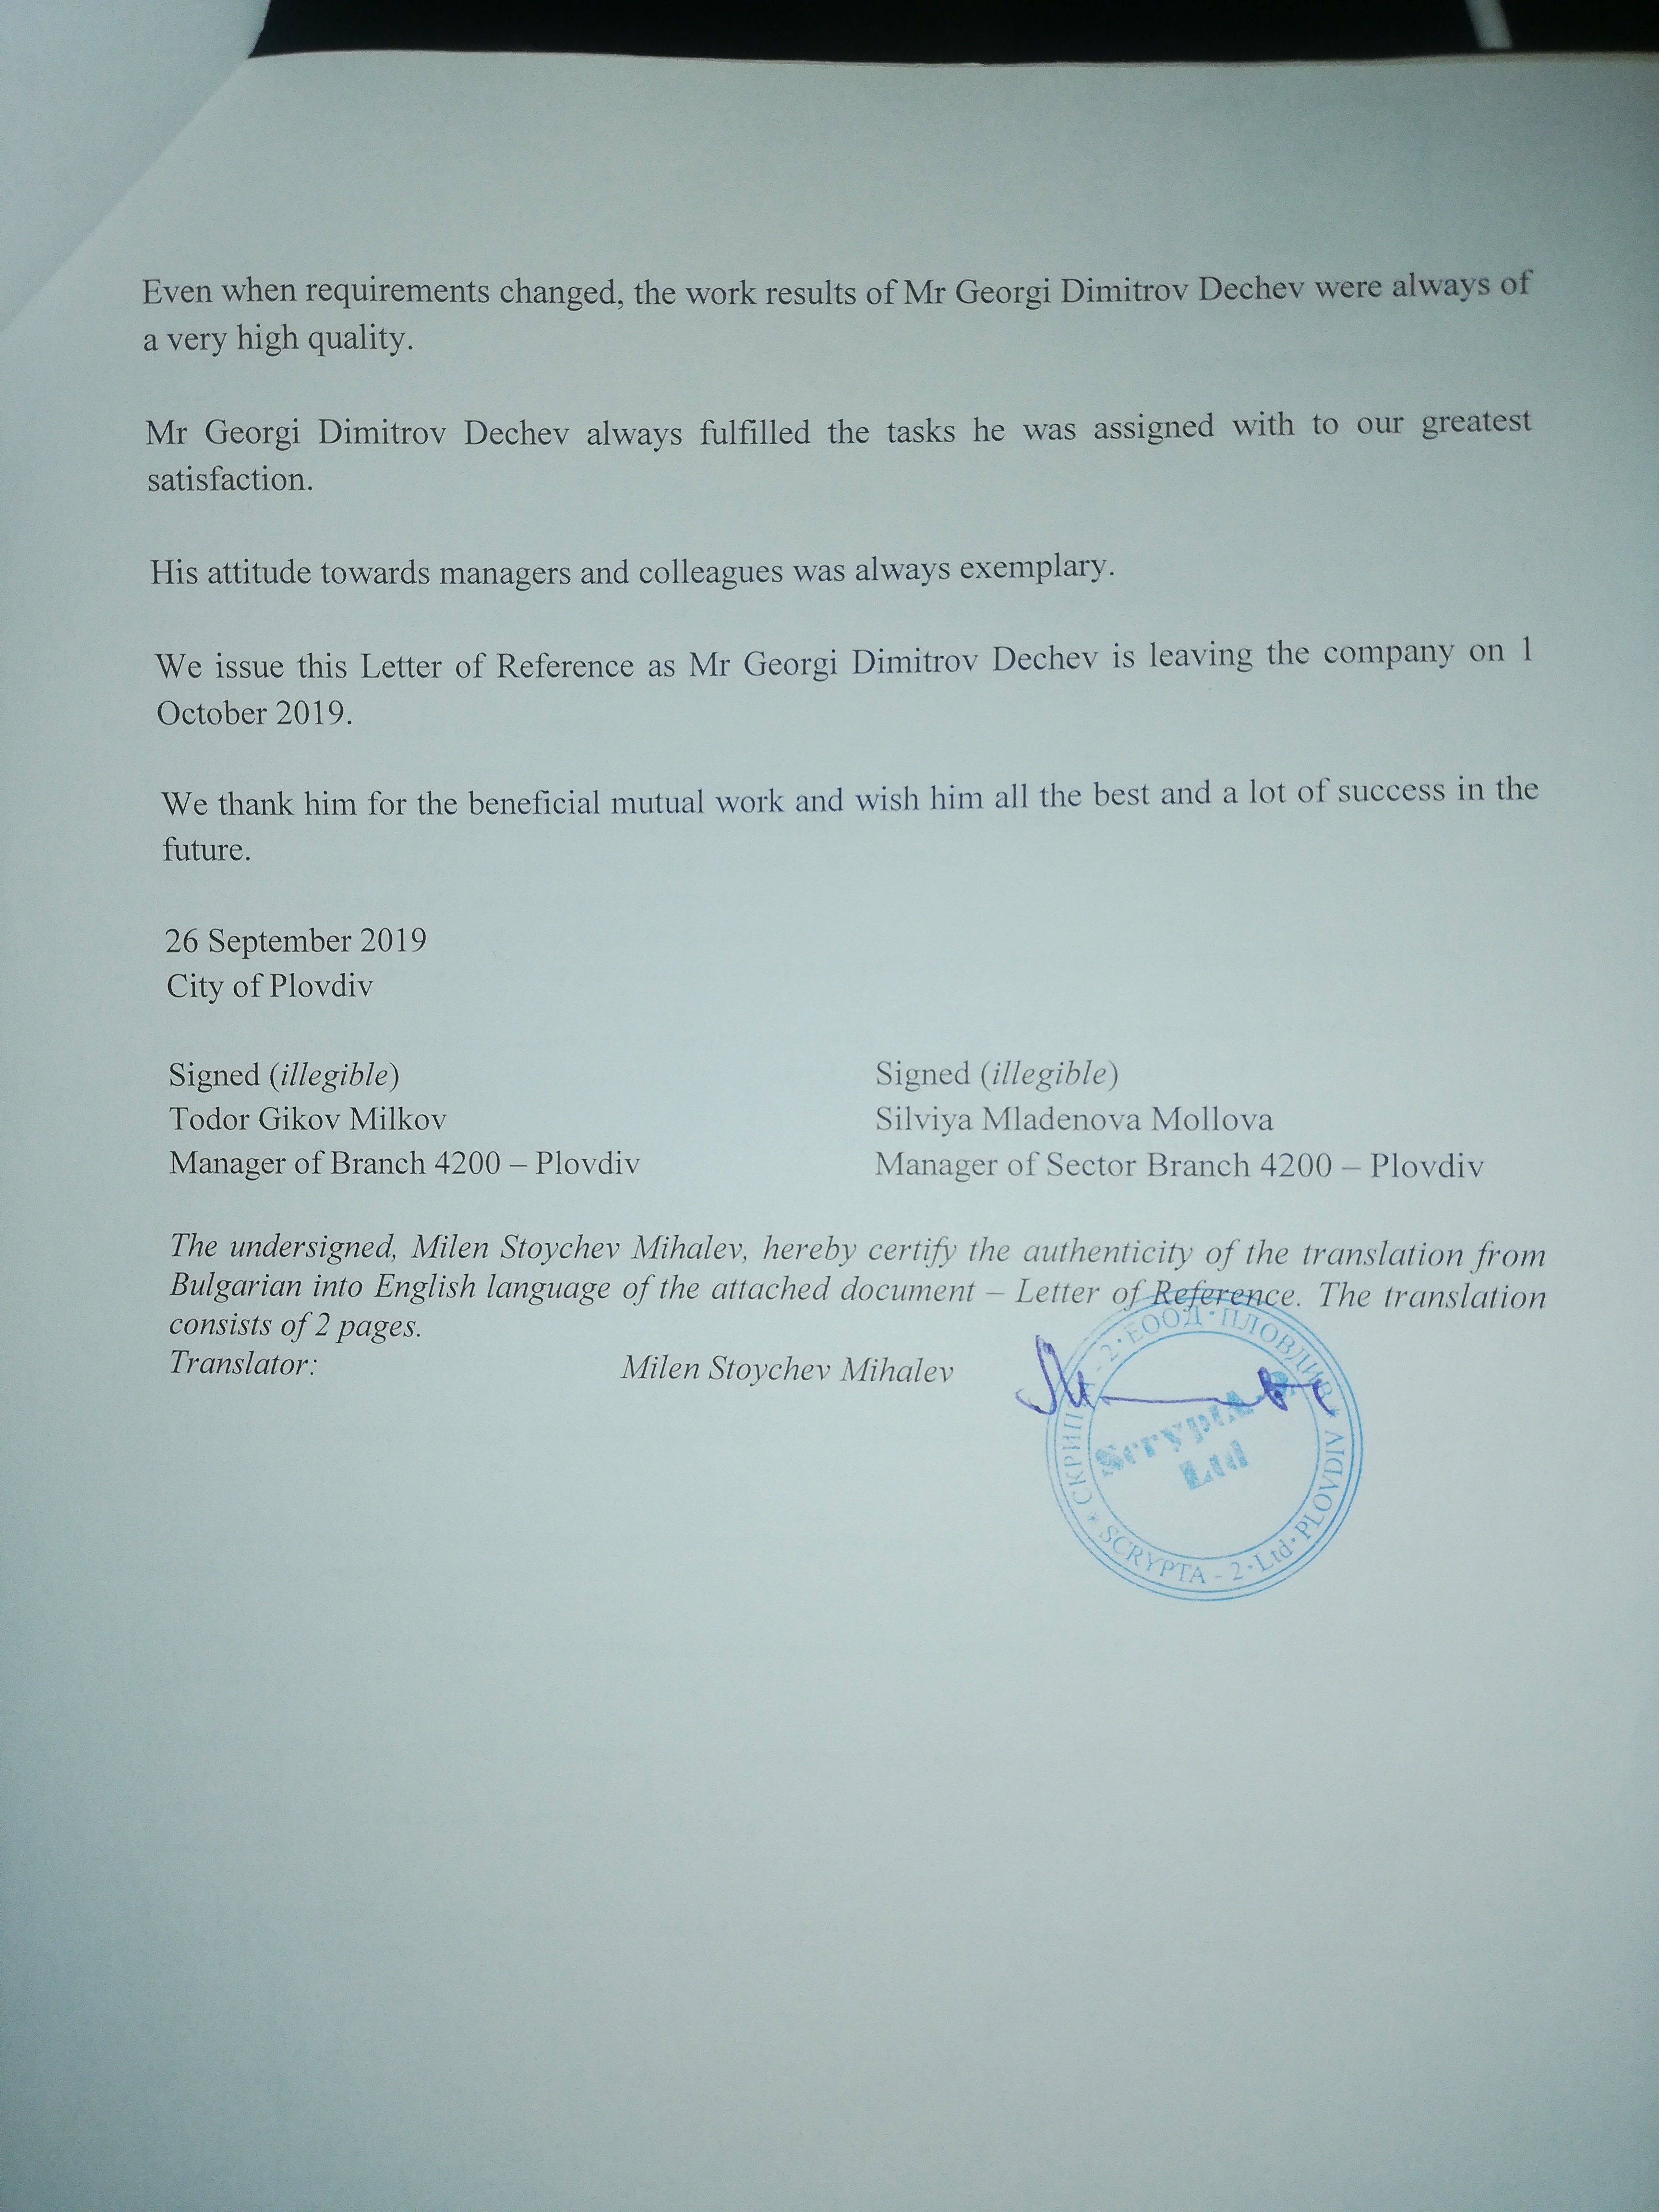 Even when requirements changed, the work results of Mr Georgi Dimitrov Dechev were always of
a very high quality.
Mr Georgi Dimitrov Dechev always fulfilled the tasks he was assigned with to our greatest
satisfaction.
His attitude towards managers and colleagues was always exemplary.
We issue this Letter of Reference as Mr Georgi Dimitrov Dechev is leaving the company on 1
October 2019.
We thank him for the beneficial mutual work and wish him all the best and a lot of success in the
future.
26 September 2019
City of Plovdiv
Signed (illegible)
Todor Gikov Milkov
Manager of Branch 4200 – Plovdiv
Signed (illegible)
Silviya Mladenova Mollova
Manager of Sector Branch 4200 – Plovdiv
The undersigned, Milen Stoychev Mihalev, hereby certify the authenticity of the translation from
Bulgarian into English language of the attached document – Letter of Reference. The translation
consists of 2 pages.
Translator: Milen Stoychev Mihalev
СКРИПТА - 2 · ЕООД · ПЛОВДИВ
SCRYPTA - 2 · Ltd · PLOVDIV
Ltd